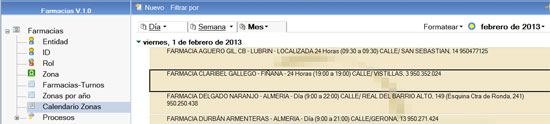 Farmacias V.1.0
Farmacias
Entidad
ID
Rol
Zona
Farmacias-Turnos
Zonas por año
Calendario Zonas
Procesos
Nuevo Filtrar por
Día Semana Mes
Formatear febrero de 2013
viernes, 1 de febrero de 2013
FARMACIA AGUERO GIL, CB - LUBRIN - LOCALIZADA 24 Horas (09:30 a 09:30) CALLE/ SAN SEBASTIAN, 14 950477125
FARMACIA CLARIBEL GALLEGO - FIÑANA - 24 Horas (19:00 a 19:00) CALLE/ VISTILLAS, 3 950.352.024
FARMACIA DELGADO NARANJO - ALMERIA - Día (9:00 a 22:00) CALLE/ REAL DEL BARRIO ALTO, 149 (Esquina Ctra de Ronda, 241)
950.250.438
FARMACIA DURBÁN ARMENTERAS - ALMERIA - Día (9:00 a 21:00) CALLE/GERONA, 13 950.271.424